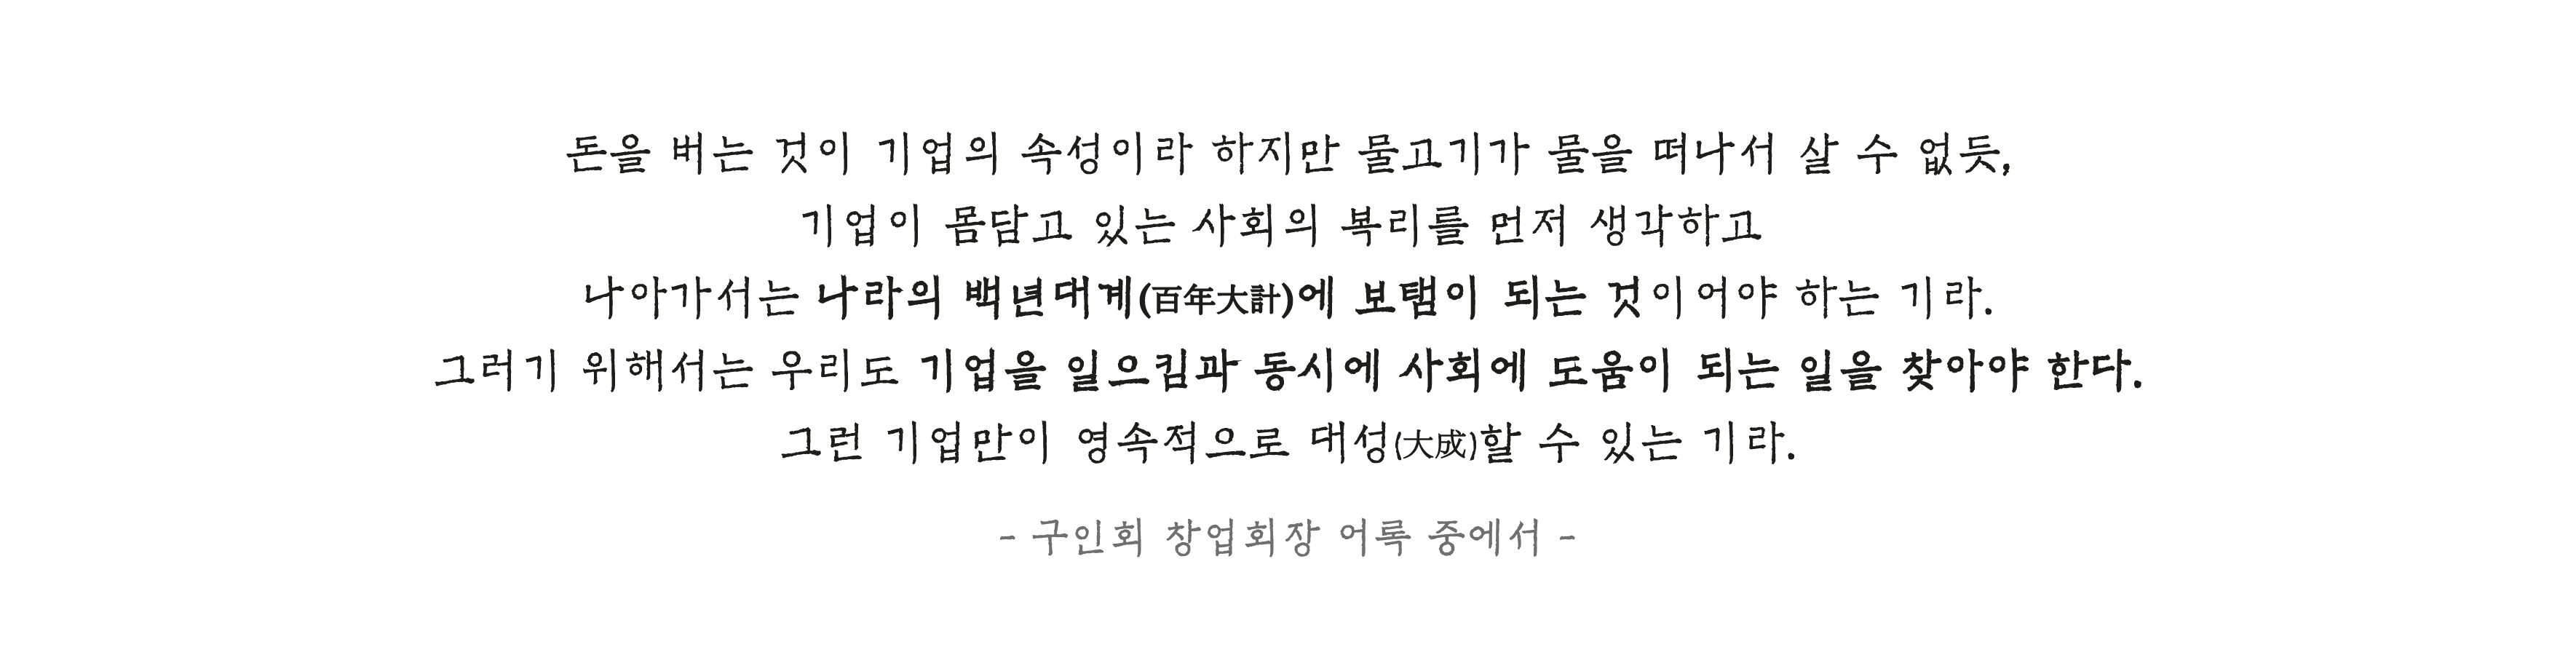 돈을 버는 것이 기업의 속성이라 하지만 물고기가 물을 떠나서 살 수 없듯,
기업이 몸담고 있는 사회의 복리를 먼저 생각하고
나아가서는 나라의 백년대계(百年大計)에 보탬이 되는 것이어야 하는 기라.
그러기 위해서는 우리도 기업을 일으킴과 동시에 사회에 도움이 되는 일을 찾아야 한다.
그런 기업만이 영속적으로 대성(大成)할 수 있는 기라.
- 구인회 창업회장 어록 중에서 -